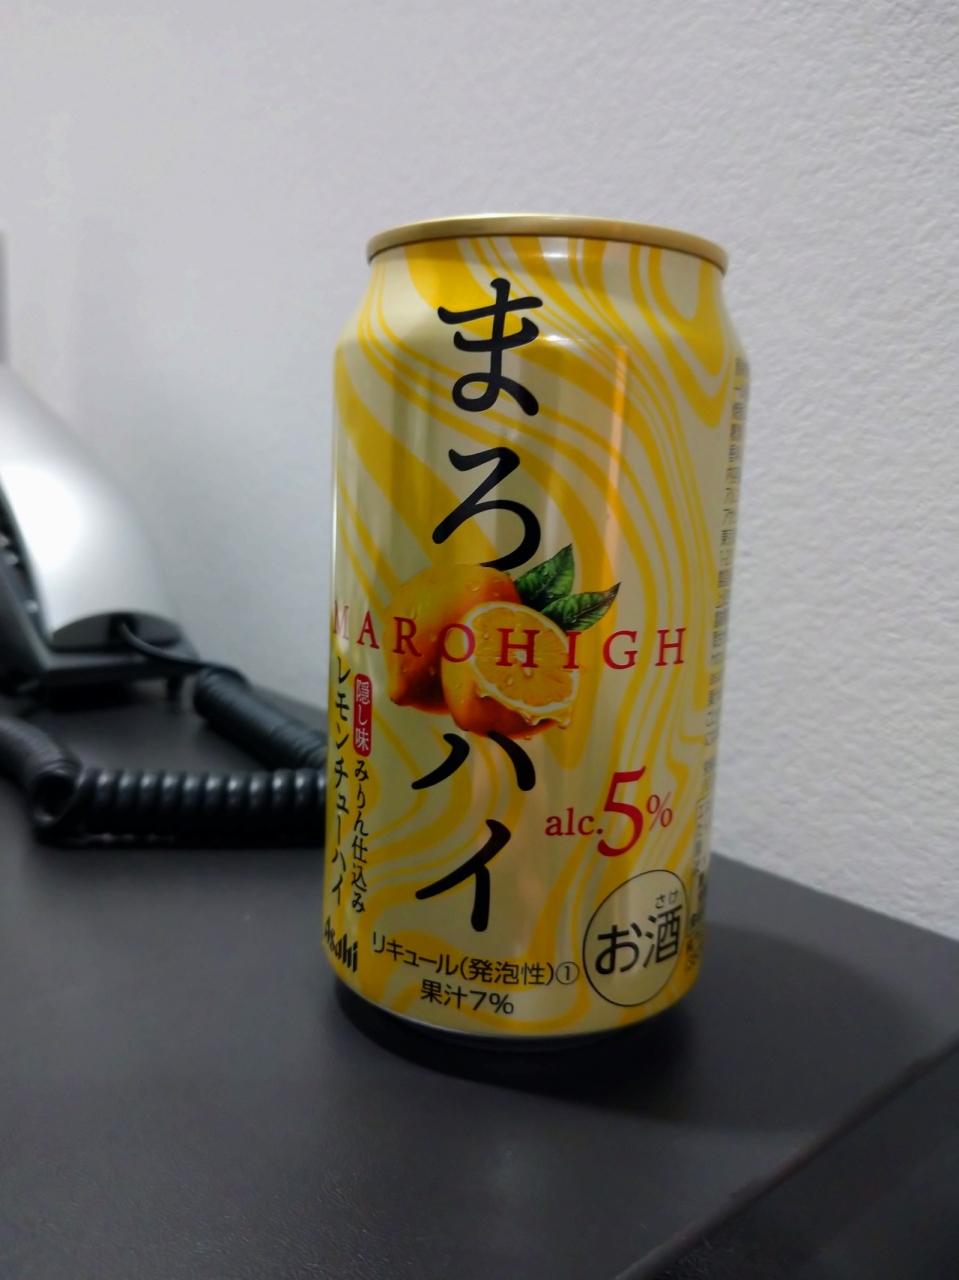 まろハイ
MAROHIGH
隠し味 みりん仕込み
レモンチューハイ
alc.5%
Asahi
リキュール(発泡性)①
果汁7%
さけ
お酒